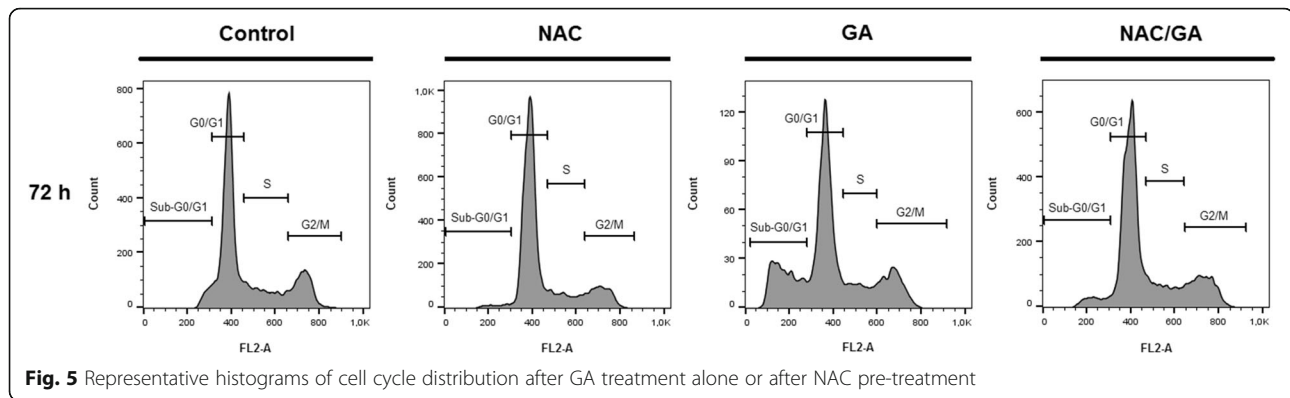 Control NAC GA NAC/GA
72 h
800
600
400
200
0
Count
Sub-G0/G1
G0/G1
S
G2/M
0 200 400 600 800 1,0K
FL2-A
1,0K
800
600
400
200
0
Count
Sub-G0/G1
G0/G1
S
G2/M
0 200 400 600 800 1,0K
FL2-A
120
90
60
30
0
Count
Sub-G0/G1
G0/G1
S
G2/M
0 200 400 600 800 1,0K
FL2-A
600
400
200
0
Count
Sub-G0/G1
G0/G1
S
G2/M
0 200 400 600 800 1,0K
FL2-A
Fig. 5 Representative histograms of cell cycle distribution after GA treatment alone or after NAC pre-treatment